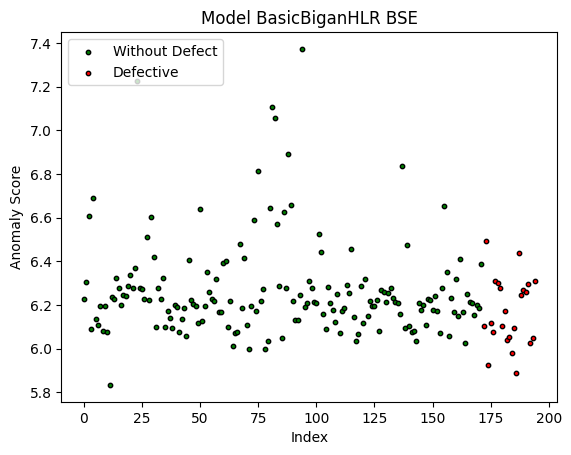 Model BasicBiganHLR BSE
Without Defect
Defective
Anomaly Score
7.4
7.2
7.0
6.8
6.6
6.4
6.2
6.0
5.8
0 25 50 75 100 125 150 175 200
Index